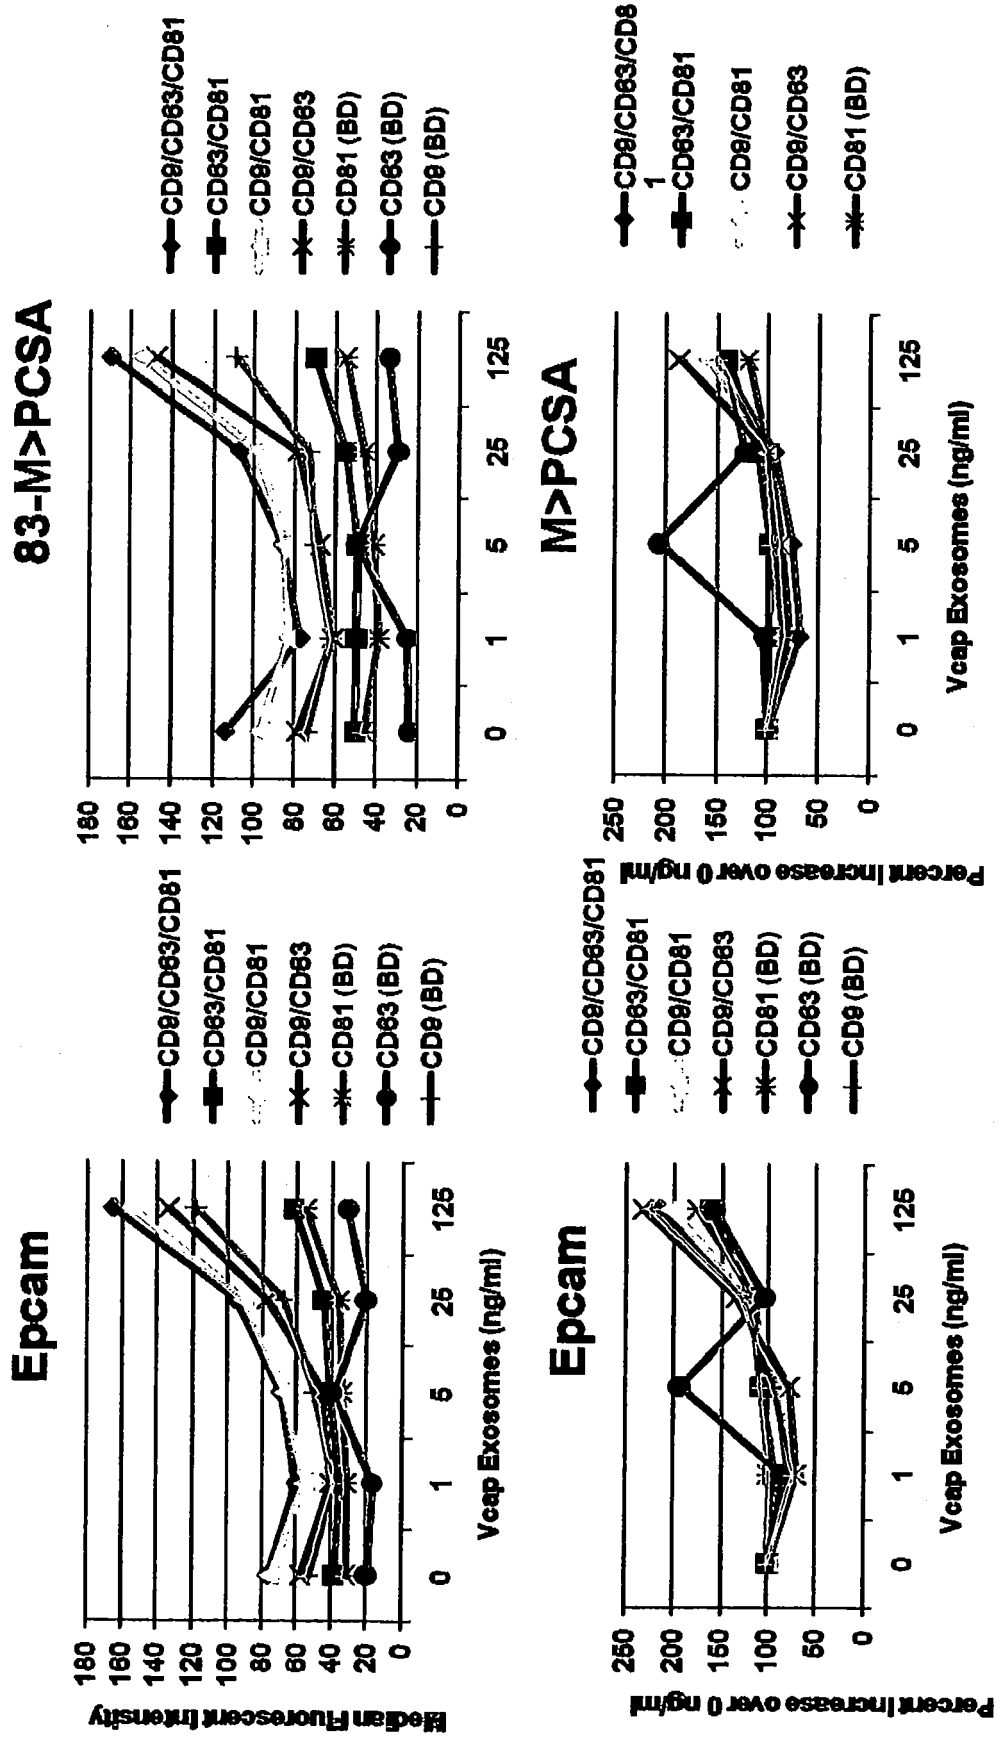 Epcam
Median Fluorescent Intensity
180
160
140
120
100
80
60
40
20
0
0
1
5
25
125
Vcap Exosomes (ng/ml)
CD9/CD63/CD81
CD63/CD81
CD9/CD81
CD9/CD63
CD81 (BD)
CD63 (BD)
CD9 (BD)
83-M>PCSA
180
160
140
120
100
80
60
40
20
0
0
1
5
25
125
CD9/CD63/CD81
CD63/CD81
CD9/CD81
CD9/CD63
CD81 (BD)
CD63 (BD)
CD9 (BD)
Epcam
Percent Increase over 0 ng/ml
250
200
150
100
50
0
0
1
5
25
125
Vcap Exosomes (ng/ml)
CD9/CD63/CD81
CD63/CD81
CD9/CD81
CD9/CD63
CD81 (BD)
CD63 (BD)
CD9 (BD)
M>PCSA
Percent Increase over 0 ng/ml
250
200
150
100
50
0
0
1
5
25
125
Vcap Exosomes (ng/ml)
CD9/CD63/CD8
1
CD63/CD81
CD9/CD81
CD9/CD63
CD81 (BD)